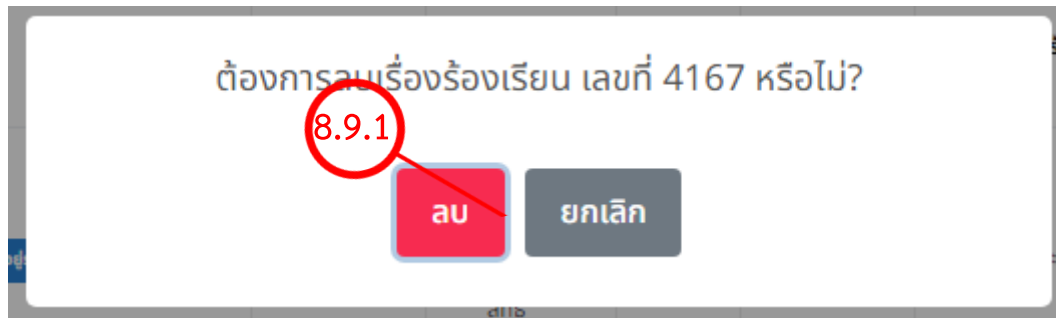 ต้องการลบเรื่องร้องเรียน เลขที่ 4167 หรือไม่?
8.9.1
ลบ ยกเลิก